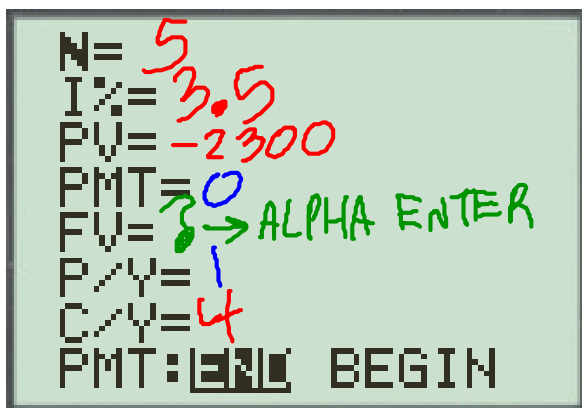 N= 5
I%= 3.5
PV= -2300
PMT= 0
FV= ? → ALPHA ENTER
P/Y= 1
C/Y= 4
PMT:END BEGIN